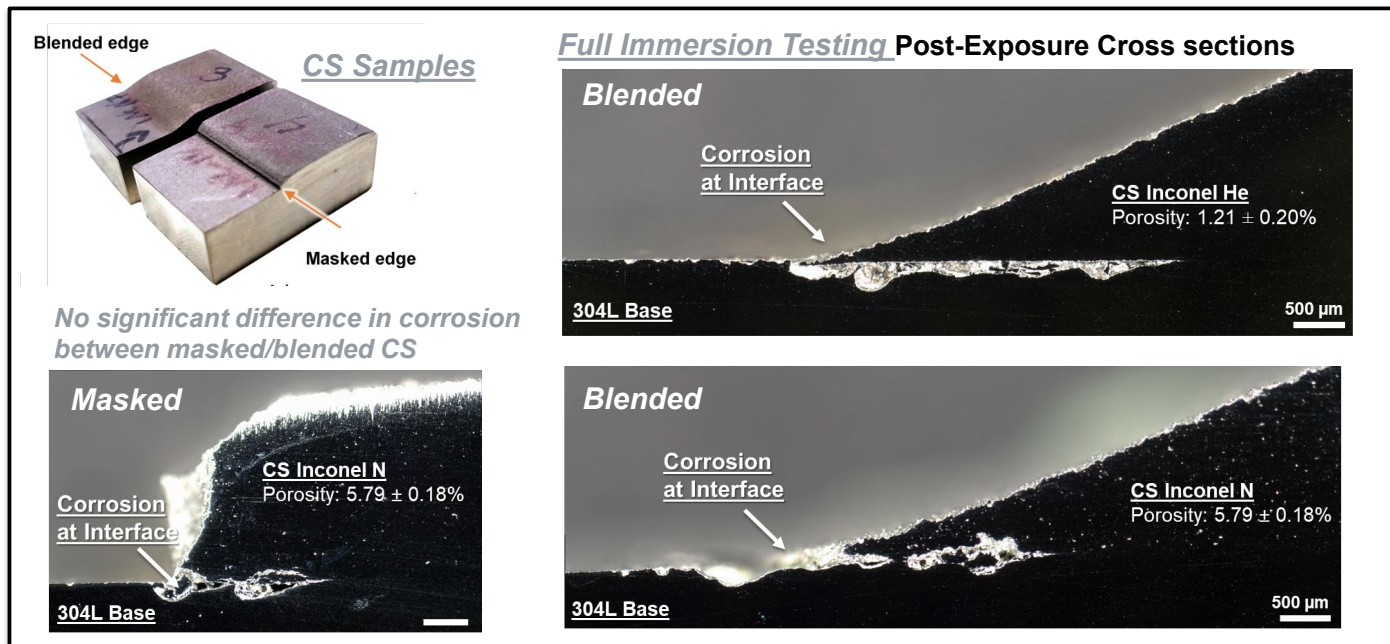 Blended edge
CS Samples
Masked edge
No significant difference in corrosion
between masked/blended CS
Masked
CS Inconel N
Porosity: 5.79 ± 0.18%
Corrosion
at Interface
304L Base
Full Immersion Testing Post-Exposure Cross sections
Blended
Corrosion
at Interface
CS Inconel He
Porosity: 1.21 ± 0.20%
304L Base
500 µm
Blended
Corrosion
at Interface
CS Inconel N
Porosity: 5.79 ± 0.18%
304L Base
500 µm